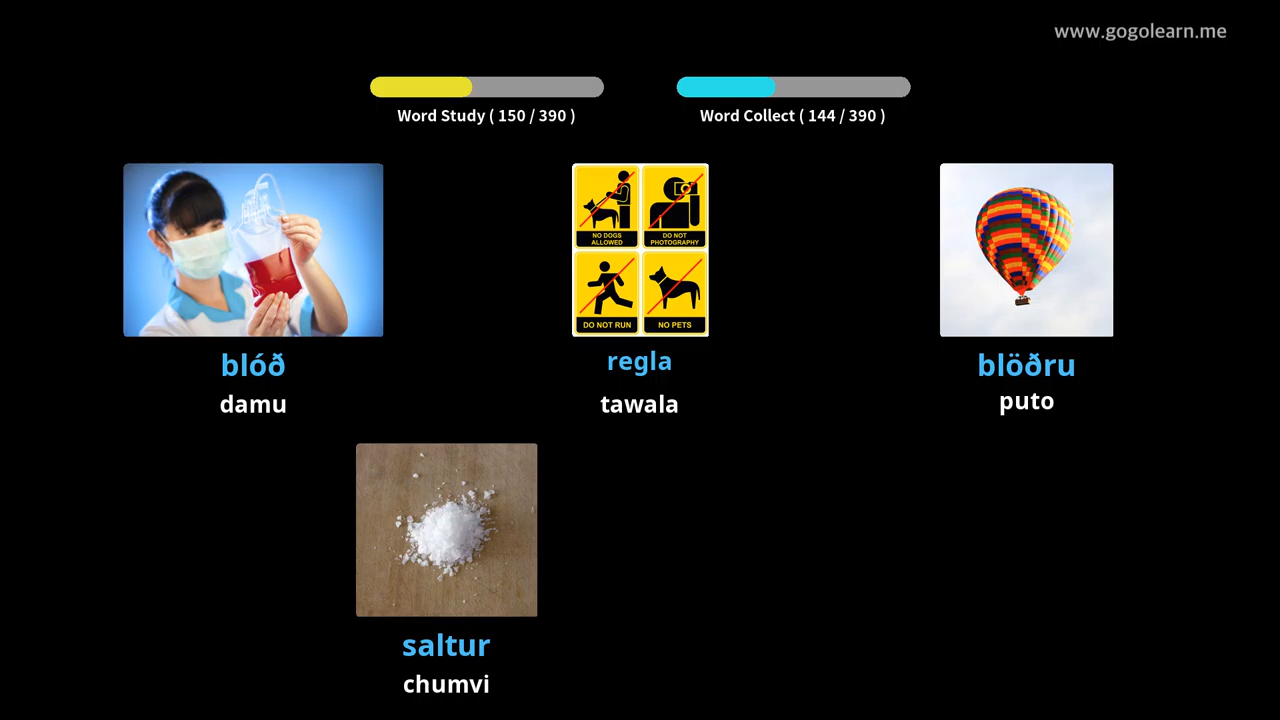 www.gogolearn.me
Word Study ( 150 / 390 )
Word Collect ( 144 / 390 )
NO DOGS
ALLOWED
DO NOT
PHOTOGRAPHY
DO NOT RUN
NO PETS
blóð
damu
regla
tawala
blöðru
puto
saltur
chumvi